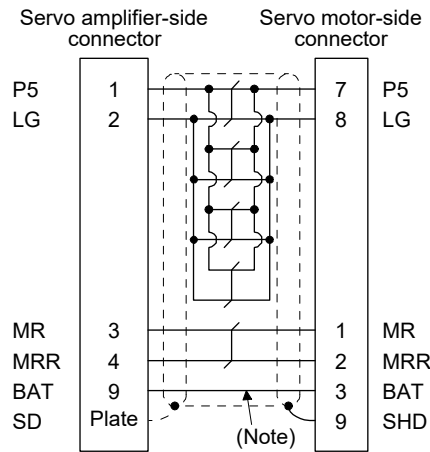 Servo amplifier-side Servo motor-side
connector connector
P5 1 7 P5
LG 2 8 LG
MR 3 1 MR
MRR 4 2 MRR
BAT 9 3 BAT
SD Plate 9 SHD
(Note)